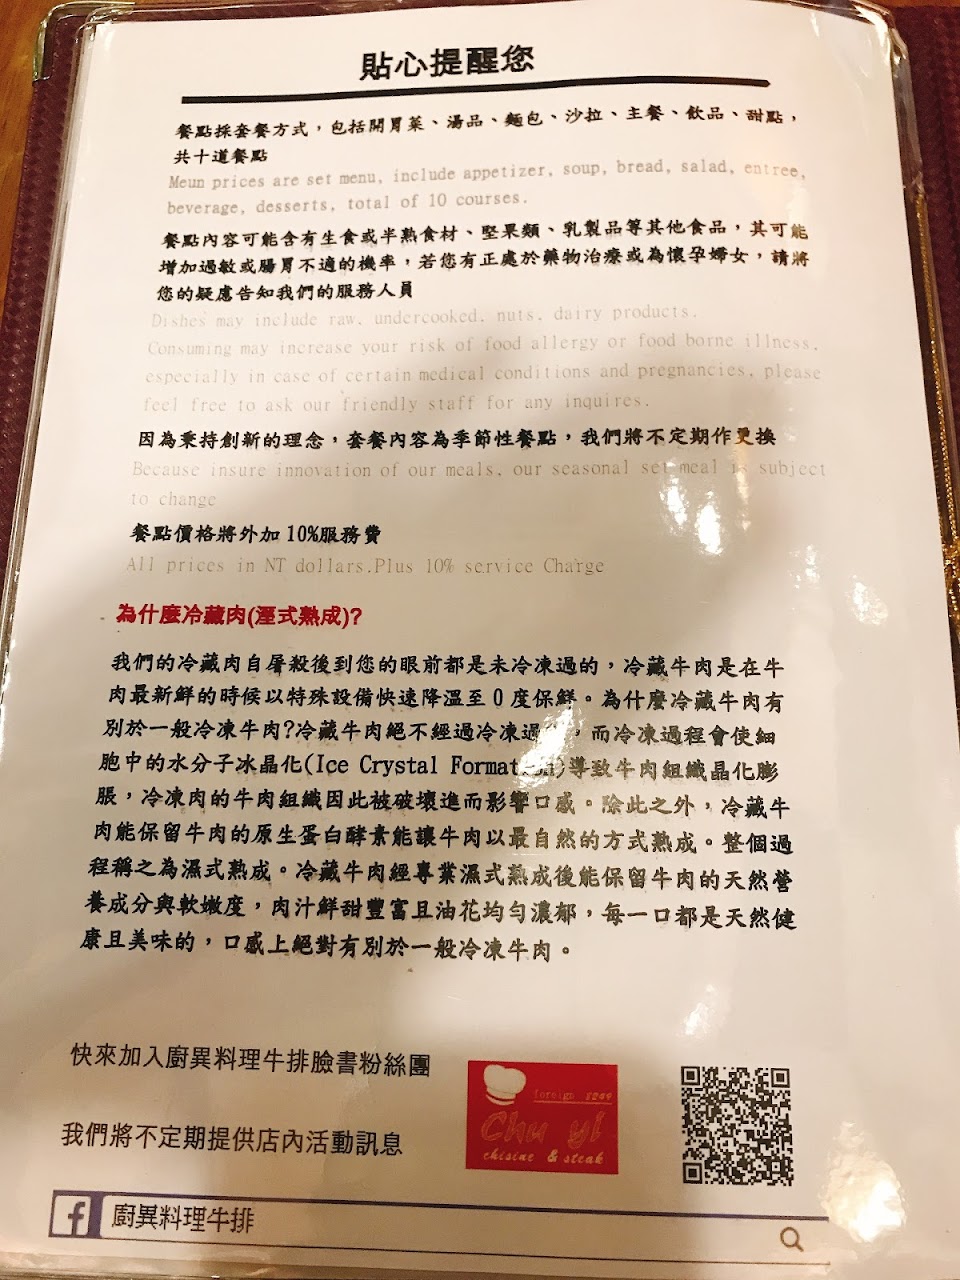 貼心提醒您
餐點採套餐方式，包括開胃菜、湯品、麵包、沙拉、主餐、飲品、甜點，
共十道餐點
Meun prices are set menu, include appetizer, soup, bread, salad, entree,
beverage, desserts, total of 10 courses.
餐點內容可能含有生食或半熟食材、堅果類、乳製品等其他食品，其可能
增加過敏或腸胃不適的機率，若您有正處於藥物治療或為懷孕婦女，請將
您的疑慮告知我們的服務人員
Dishes may include raw, undercooked, nuts, dairy products.
Consuming may increase your risk of food allergy or food borne illness,
especially in case of certain medical conditions and pregnancies, please
feel free to ask our friendly staff for any inquires.
因為秉持創新的理念，套餐內容為季節性餐點，我們將不定期作更換
Because insure innovation of our meals, our seasonal set meal is subject
to change
餐點價格將外加 10%服務費
All prices in NT dollars.Plus 10% service Charge
為什麼冷藏肉(溼式熟成)?
我們的冷藏肉自屠殺後到您的眼前都是未冷凍過的，冷藏牛肉是在牛
肉最新鮮的時候以特殊設備快速降溫至 0 度保鮮。為什麼冷藏牛肉有
別於一般冷凍牛肉?冷藏牛肉絕不經過冷凍過，而冷凍過程會使細
胞中的水分子冰晶化(Ice Crystal Formation)導致牛肉組織晶化膨
脹，冷凍肉的牛肉組織因此被破壞進而影響口感。除此之外，冷藏牛
肉能保留牛肉的原生蛋白酵素能讓牛肉以最自然的方式熟成。整個過
程稱之為濕式熟成。冷藏牛肉經專業濕式熟成後能保留牛肉的天然營
養成分與軟嫩度，肉汁鮮甜豐富且油花均勻濃郁，每一口都是天然健
康且美味的，口感上絕對有別於一般冷凍牛肉。
快來加入廚異料理牛排臉書粉絲團
foreign 1299
Chu yi
chisine & steak
我們將不定期提供店內活動訊息
f 廚異料理牛排